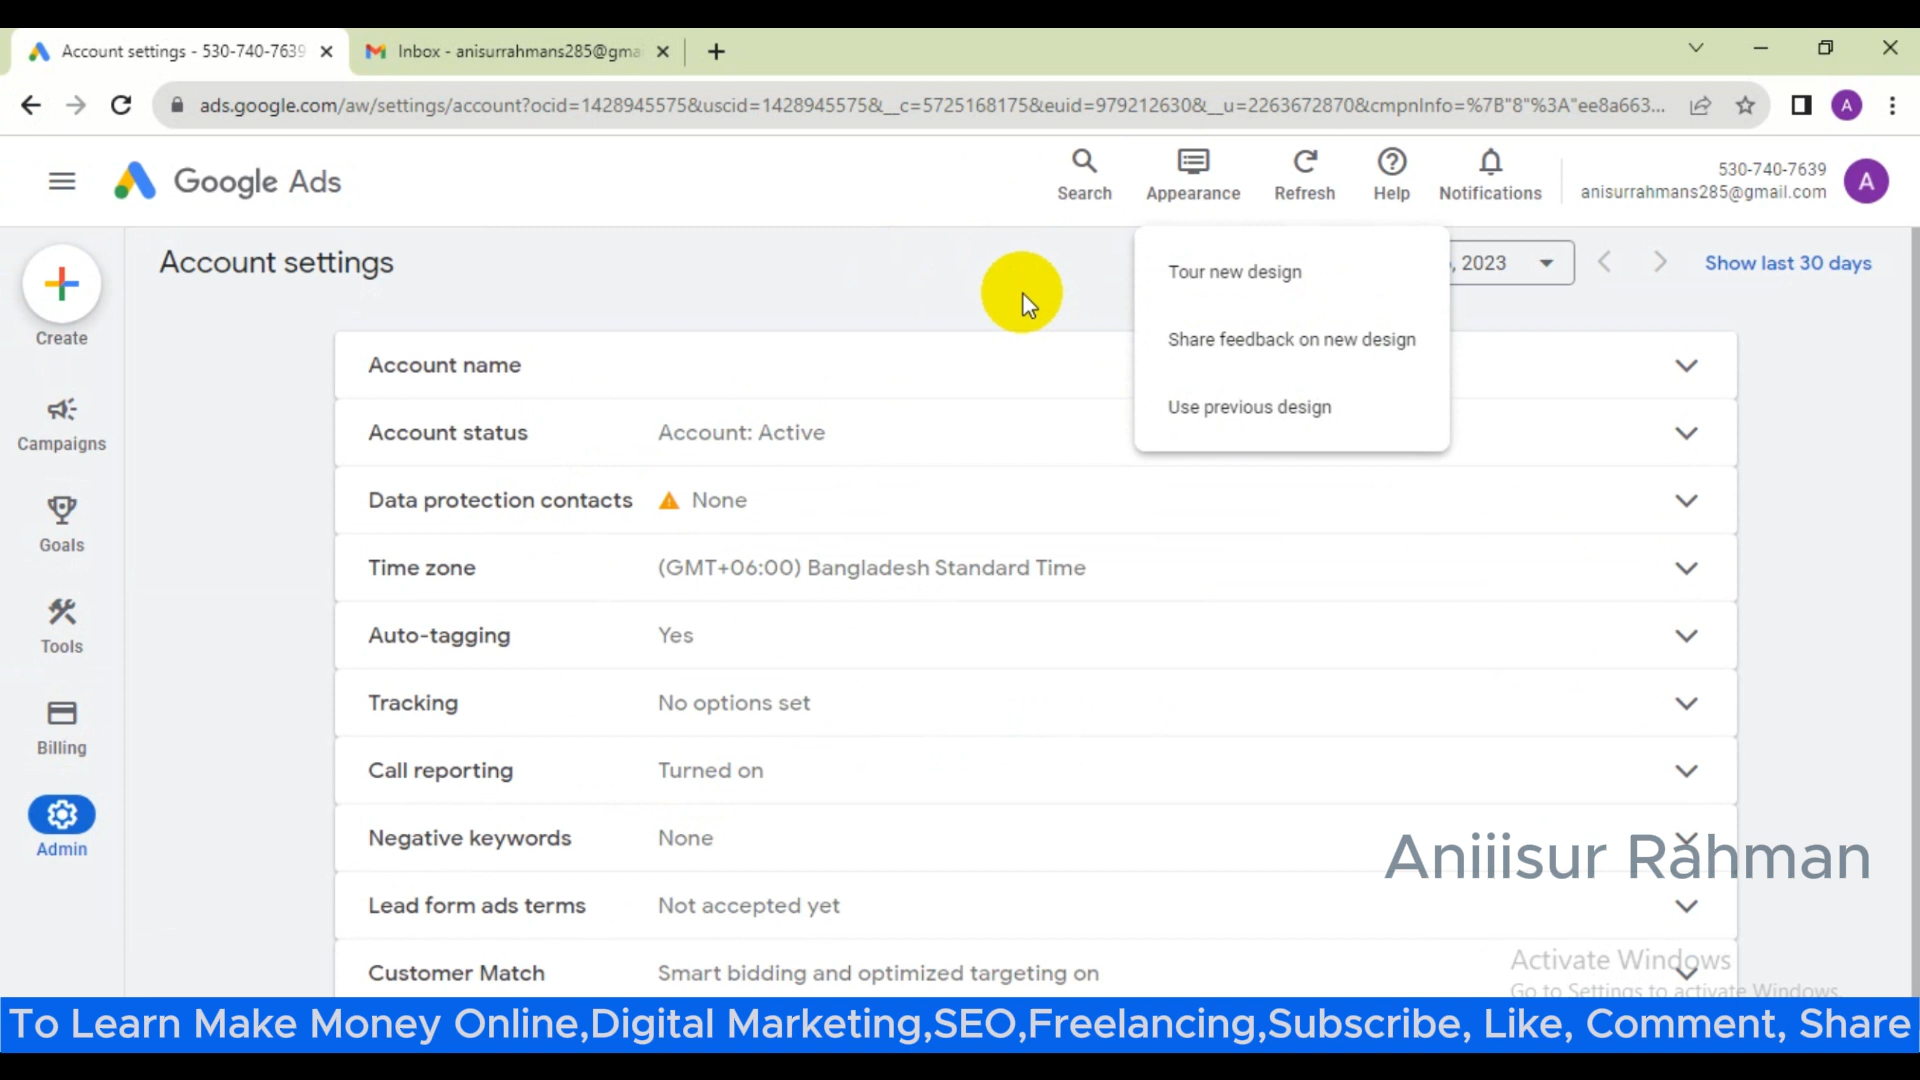 Account settings - 530-740-7639
Inbox - anisurrahmans285@gma
ads.google.com/aw/settings/account?ocid=1428945575&uscid=1428945575&__c=5725168175&euid=979212630&__u=2263672870&cmpnInfo=%7B"8"%3A"ee8a663...
A
Google Ads
Search
Appearance
Refresh
Help
Notifications
530-740-7639
anisurrahmans285@gmail.com
A
Account settings
Tour new design
Share feedback on new design
Use previous design
, 2023
Show last 30 days
Create
Campaigns
Goals
Tools
Billing
Admin
Account name
Account status Account: Active
Data protection contacts None
Time zone (GMT+06:00) Bangladesh Standard Time
Auto-tagging Yes
Tracking No options set
Call reporting Turned on
Negative keywords None
Aniiisur Rahman
Lead form ads terms Not accepted yet
Customer Match Smart bidding and optimized targeting on
Activate Windows
Go to Settings to activate Windows.
To Learn Make Money Online,Digital Marketing,SEO,Freelancing,Subscribe, Like, Comment, Share